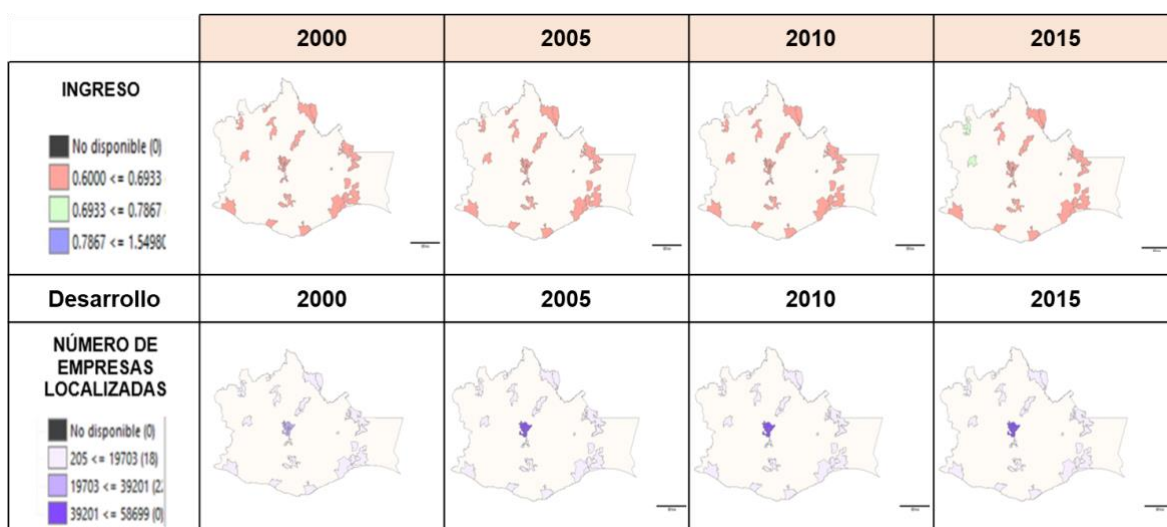 2000 2005 2010 2015
INGRESO
No disponible (0)
0.6000 <= 0.6933
0.6933 <= 0.7867
0.7867 <= 1.5498(
Desarrollo 2000 2005 2010 2015
NÚMERO DE
EMPRESAS
LOCALIZADAS
No disponible (0)
205 <= 19703 (18)
19703 <= 39201 (2
39201 <= 58699 (0